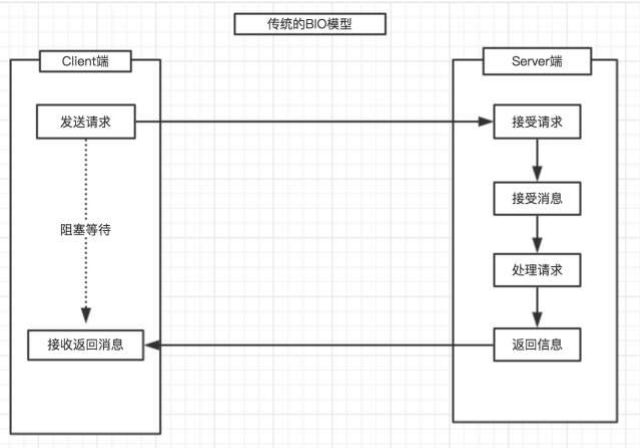 传统的BIO模型
Client端
Server端
发送请求
接受请求
接受消息
阻塞等待
处理请求
接收返回消息
返回信息